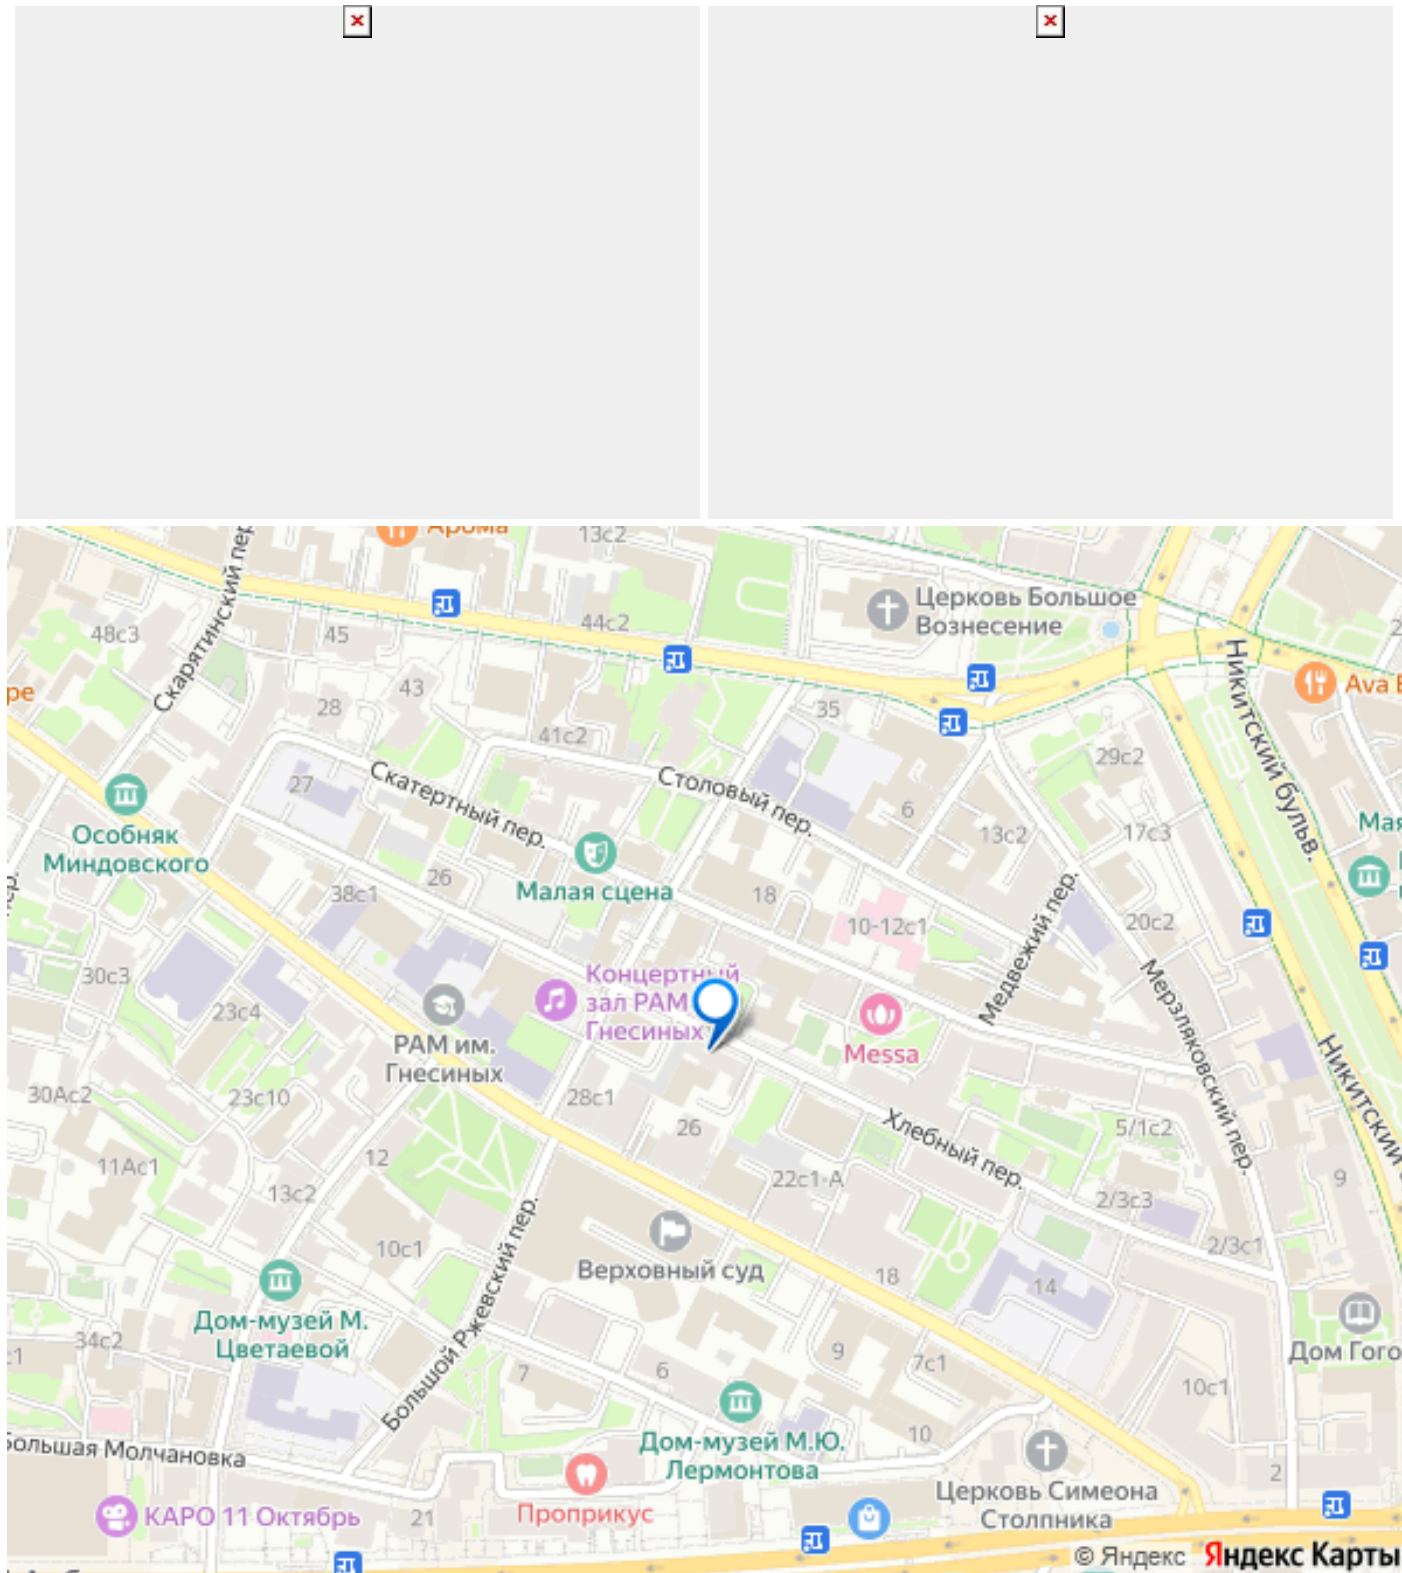 Арома
13с2
Скарятинский пер.
Церковь Большое
Вознесение
48с3
45
44с2
Никитский бульв.
Ava
43
28
35
41с2
29с2
27
Скатертный пер.
Столовый пер.
6
13с2
17с3
Особняк
Миндовского
Малая сцена
26
38с1
18
10-12с1
Медвежий пер.
20с2
Мерзляковский пер.
30с3
23с4
Концертный
зал РАМ
Гнесиных
РАМ им.
Гнесиных
Messa
Никитский
30Ас2
23с10
28с1
26
Хлебный пер.
5/1с2
11Ас1
12
13с2
22с1-А
2/3с3
9
10с1
Большой Ржевский пер.
Верховный суд
18
14
2/3с1
Дом-музей М.
Цветаевой
34с2
7
6
9
7с1
10с1
Дом Гого
Большая Молчановка
Дом-музей М.Ю.
Лермонтова
10
2
КАРО 11 Октябрь
21
Проприкус
Церковь Симеона
Столпника
© Яндекс Яндекс Карты